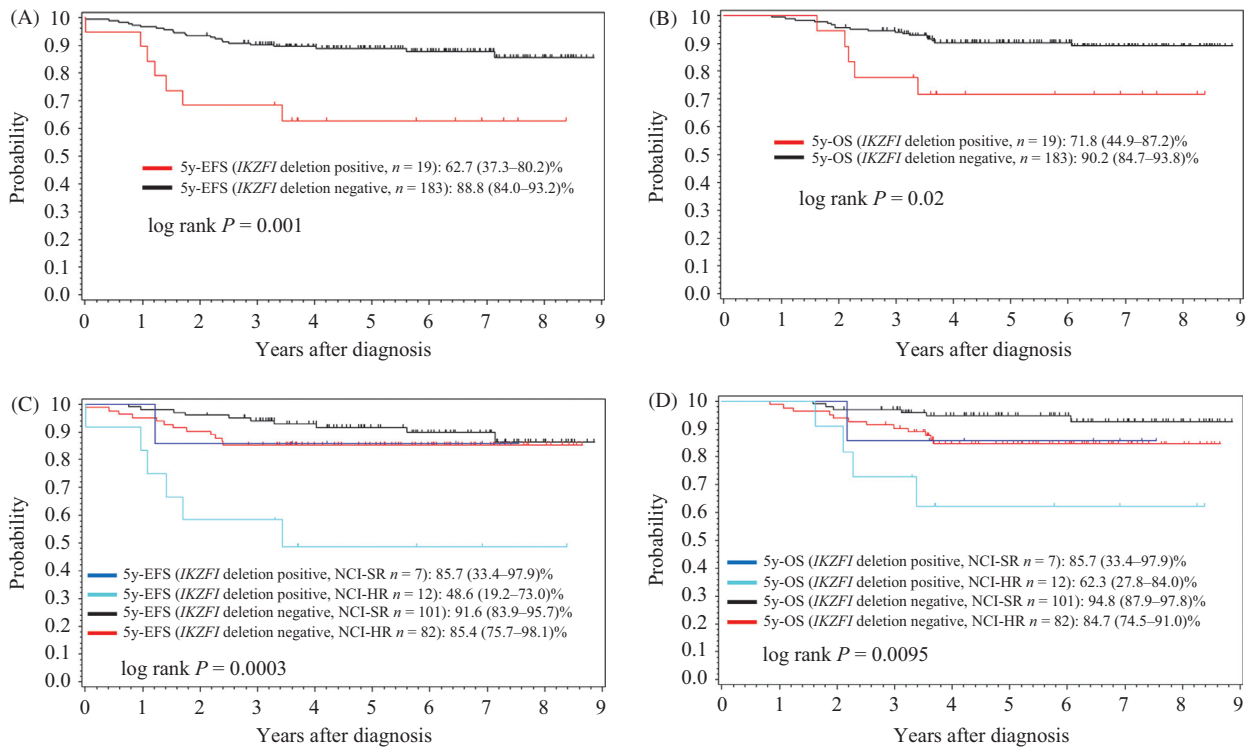 (A)
Probability
10
0.9
0.8
0.7
0.6
0.5
0.4
0.3
0.2
0.1
0.0
5y-EFS (IKZFI deletion positive, n = 19): 62.7 (37.3–80.2)%
5y-EFS (IKZFI deletion negative, n = 183): 88.8 (84.0–93.2)%
log rank P = 0.001
0 1 2 3 4 5 6 7 8 9
Years after diagnosis
(B)
Probability
10
0.9
0.8
0.7
0.6
0.5
0.4
0.3
0.2
0.1
0.0
5y-OS (IKZFI deletion positive, n = 19): 71.8 (44.9–87.2)%
5y-OS (IKZFI deletion negative, n = 183): 90.2 (84.7–93.8)%
log rank P = 0.02
0 1 2 3 4 5 6 7 8 9
Years after diagnosis
(C)
Probability
10
0.9
0.8
0.7
0.6
0.5
0.4
0.3
0.2
0.1
0.0
5y-EFS (IKZFI deletion positive, NCI-SR n = 7): 85.7 (33.4–97.9)%
5y-EFS (IKZFI deletion positive, NCI-HR n = 12): 48.6 (19.2–73.0)%
5y-EFS (IKZFI deletion negative, NCI-SR n = 101): 91.6 (83.9–95.7)%
5y-EFS (IKZFI deletion negative, NCI-HR n = 82): 85.4 (75.7–98.1)%
log rank P = 0.0003
0 1 2 3 4 5 6 7 8 9
Years after diagnosis
(D)
Probability
10
0.9
0.8
0.7
0.6
0.5
0.4
0.3
0.2
0.1
0.0
5y-OS (IKZFI deletion positive, NCI-SR n = 7): 85.7 (33.4–97.9)%
5y-OS (IKZFI deletion positive, NCI-HR n = 12): 62.3 (27.8–84.0)%
5y-OS (IKZFI deletion negative, NCI-SR n = 101): 94.8 (87.9–97.8)%
5y-OS (IKZFI deletion negative, NCI-HR n = 82): 84.7 (74.5–91.0)%
log rank P = 0.0095
0 1 2 3 4 5 6 7 8 9
Years after diagnosis